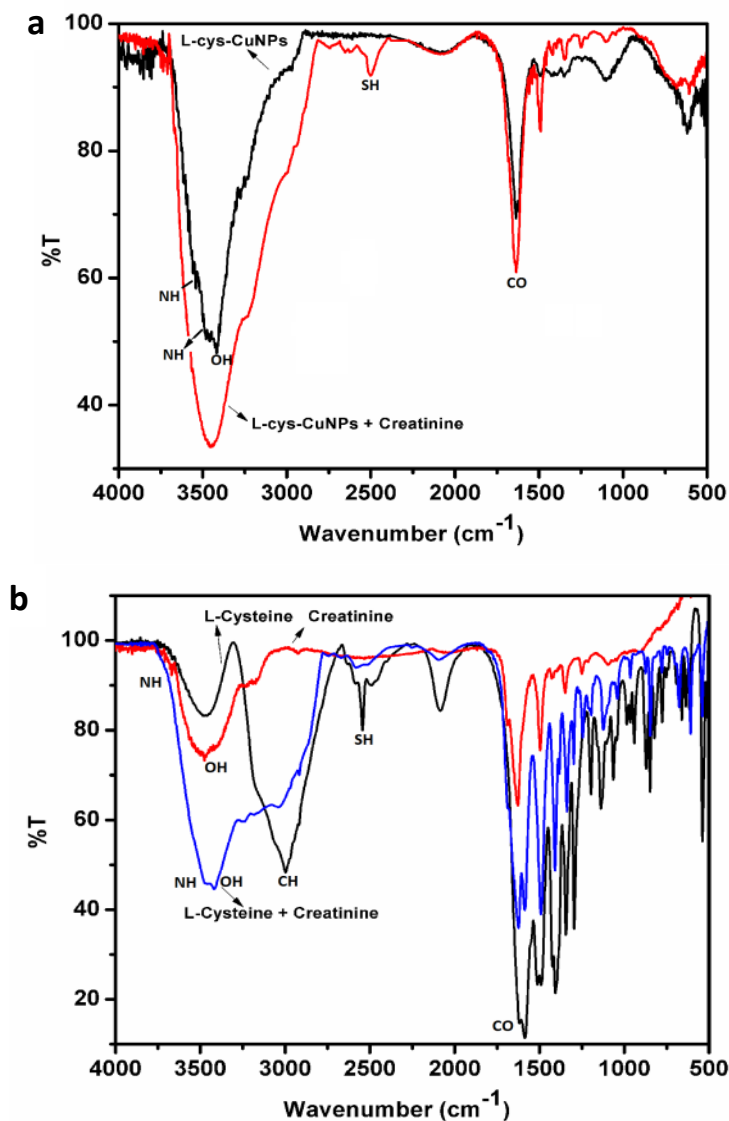 a
L-cys-CuNPs
SH
100
80
%T
NH
60
CO
NH
OH
40
L-cys-CuNPs + Creatinine
4000 3500 3000 2500 2000 1500 1000 500
Wavenumber (cm-1)
b
L-Cysteine Creatinine
100
NH
80
SH
OH
60
%T
CH
NH OH
40
L-Cysteine + Creatinine
20
CO
4000 3500 3000 2500 2000 1500 1000 500
Wavenumber (cm-1)